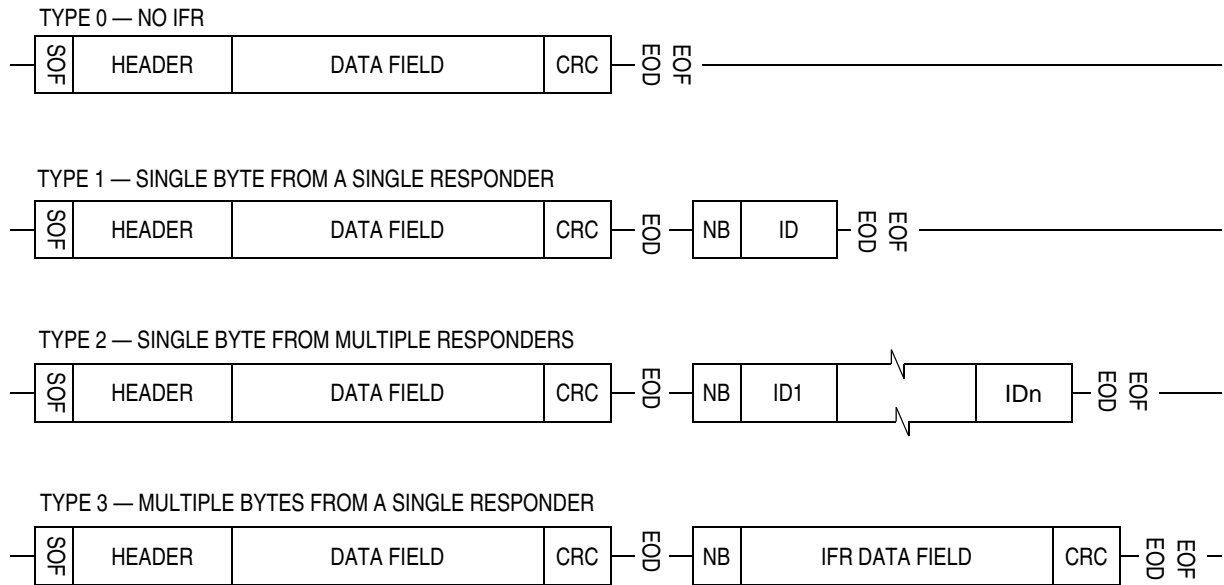 TYPE 0 — NO IFR
SOF HEADER DATA FIELD CRC EOD EOF
TYPE 1 — SINGLE BYTE FROM A SINGLE RESPONDER
SOF HEADER DATA FIELD CRC EOD NB ID EOD EOF
TYPE 2 — SINGLE BYTE FROM MULTIPLE RESPONDERS
SOF HEADER DATA FIELD CRC EOD NB ID1 IDn EOD EOF
TYPE 3 — MULTIPLE BYTES FROM A SINGLE RESPONDER
SOF HEADER DATA FIELD CRC EOD NB IFR DATA FIELD CRC EOD EOF